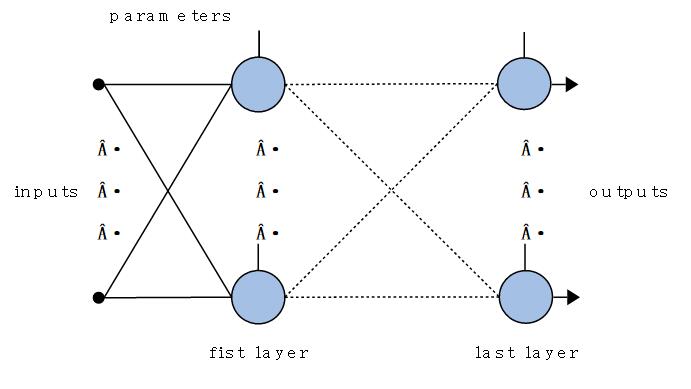 parameters
Â• Â• Â•
inputs Â• Â• Â• outputs
Â• Â• Â•
fist layer last layer